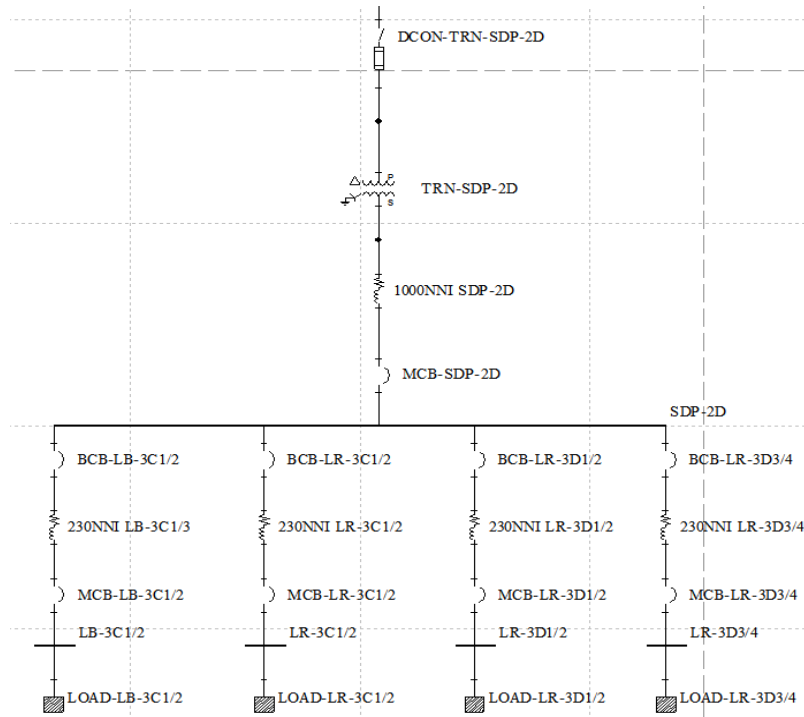 DCON-TRN-SDP-2D
P
TRN-SDP-2D
S
1000NNI SDP-2D
MCB-SDP-2D
SDP-2D
BCB-LB-3C1/2 BCB-LR-3C1/2 BCB-LR-3D1/2 BCB-LR-3D3/4
230NNI LB-3C1/3 230NNI LR-3C1/2 230NNI LR-3D1/2 230NNI LR-3D3/4
MCB-LB-3C1/2 MCB-LR-3C1/2 MCB-LR-3D1/2 MCB-LR-3D3/4
LB-3C1/2 LR-3C1/2 LR-3D1/2 LR-3D3/4
LOAD-LB-3C1/2 LOAD-LR-3C1/2 LOAD-LR-3D1/2 LOAD-LR-3D3/4